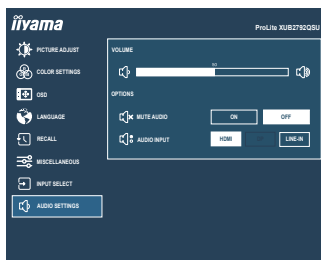 iiyama
ProLite XUB2792QSU
PICTURE ADJUST
COLOR SETTINGS
OSD
LANGUAGE
RECALL
MISCELLANEOUS
INPUT SELECT
AUDIO SETTINGS
VOLUME
80
OPTIONS
MUTE AUDIO ON OFF
AUDIO INPUT HDMI LINE-IN